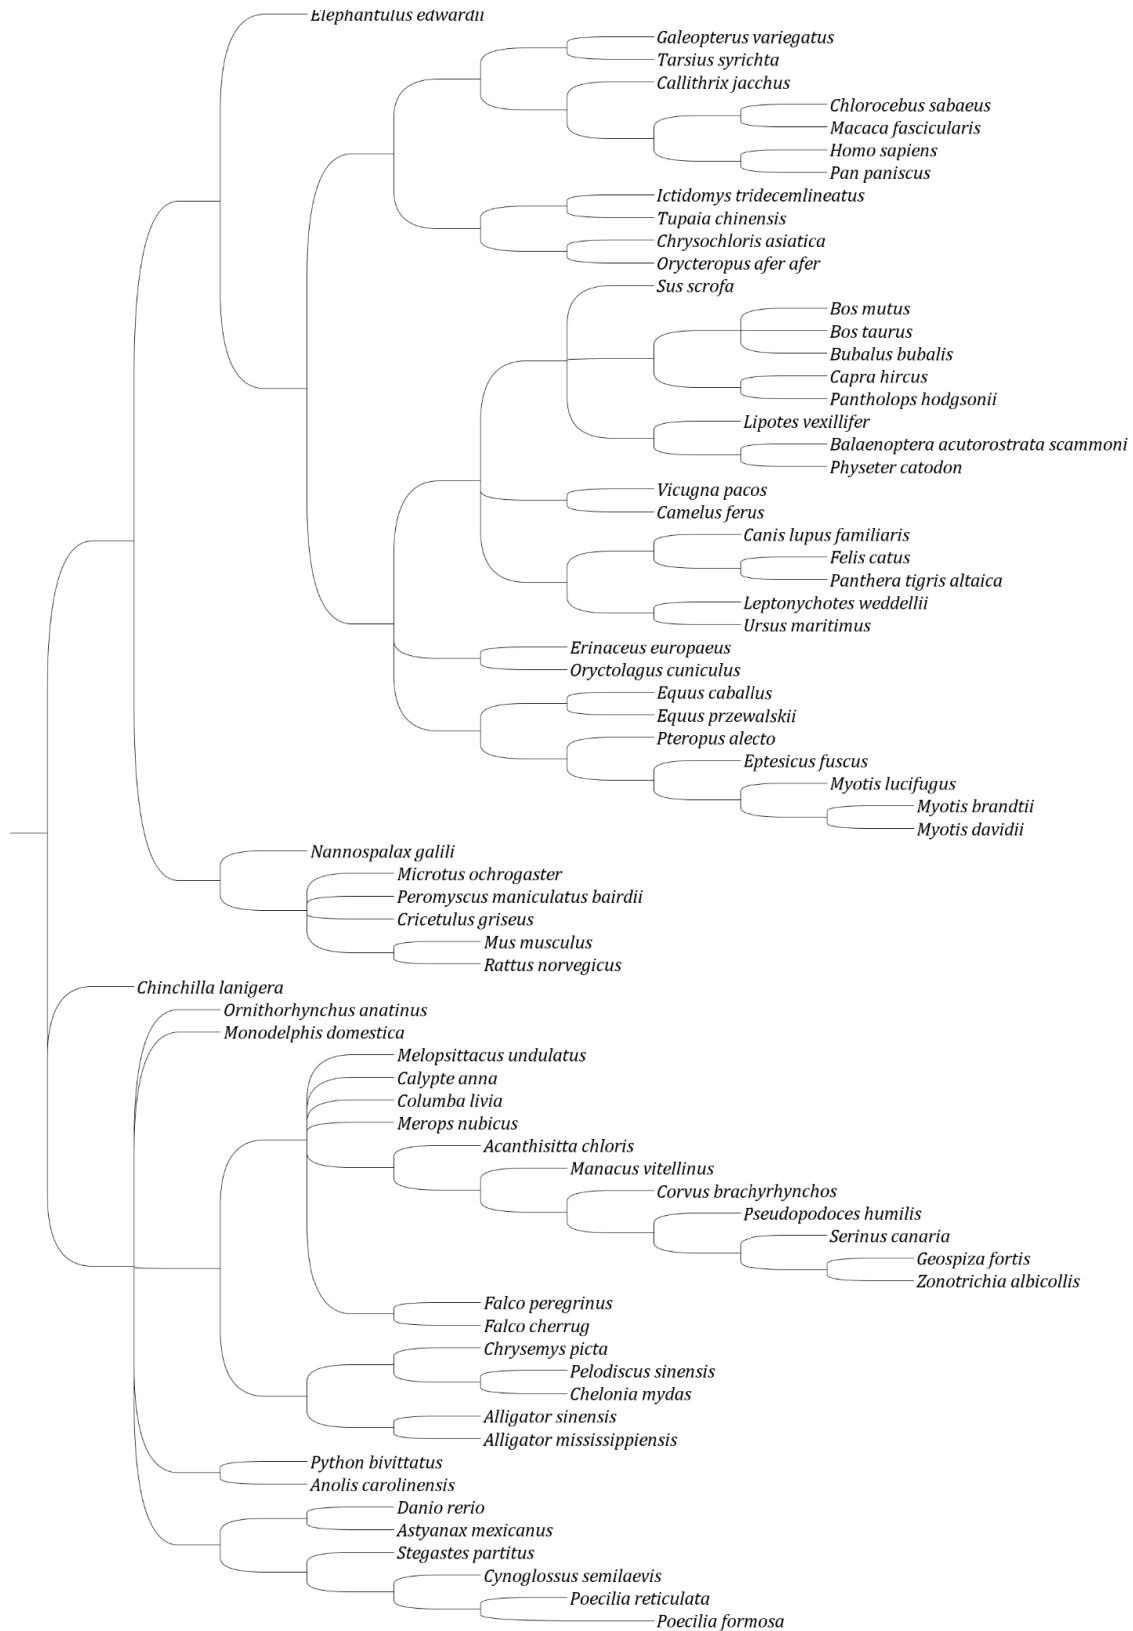 Elephantulus edwardii
Galeopterus variegatus
Tarsius syrichta
Callithrix jacchus
Chlorocebus sabaeus
Macaca fascicularis
Homo sapiens
Pan paniscus
Ictidomys tridecemlineatus
Tupaia chinensis
Chrysochloris asiatica
Orycteropus afer afer
Sus scrofa
Bos mutus
Bos taurus
Bubalus bubalis
Capra hircus
Pantholops hodgsonii
Lipotes vexillifer
Balaenoptera acutorostrata scammoni
Physeter catodon
Vicugna pacos
Camelus ferus
Canis lupus familiaris
Felis catus
Panthera tigris altaica
Leptonychotes weddellii
Ursus maritimus
Erinaceus europaeus
Oryctolagus cuniculus
Equus caballus
Equus przewalskii
Pteropus alecto
Eptesicus fuscus
Myotis lucifugus
Myotis brandtii
Myotis davidii
Nannospalax galili
Microtus ochrogaster
Peromyscus maniculatus bairdii
Cricetulus griseus
Mus musculus
Rattus norvegicus
Chinchilla lanigera
Ornithorhynchus anatinus
Monodelphis domestica
Melopsittacus undulatus
Calypte anna
Columba livia
Merops nubicus
Acanthisitta chloris
Manacus vitellinus
Corvus brachyrhynchos
Pseudopodoces humilis
Serinus canaria
Geospiza fortis
Zonotrichia albicollis
Falco peregrinus
Falco cherrug
Chrysemys picta
Pelodiscus sinensis
Chelonia mydas
Alligator sinensis
Alligator mississippiensis
Python bivittatus
Anolis carolinensis
Danio rerio
Astyanax mexicanus
Stegastes partitus
Cynoglossus semilaevis
Poecilia reticulata
Poecilia formosa